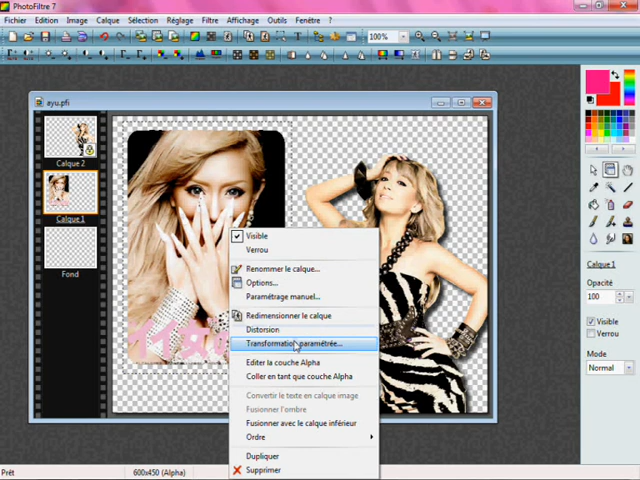 PhotoFiltre 7
Fichier Edition Image Calque Sélection Réglage Filtre Affichage Outils Fenêtre ?
100%
ayu.pfi
Calque 2
Calque 1
Fond
イイ女
Visible
Verrou
Renommer le calque...
Options...
Paramétrage manuel...
Redimensionner le calque
Distorsion
Transformation paramétrée...
Editer la couche Alpha
Coller en tant que couche Alpha
Convertir le texte en calque image
Fusionner l'ombre
Fusionner avec le calque inférieur
Ordre
Dupliquer
Supprimer
Calque 1
Opacité
100
Visible
Verrou
Mode
Normal
Prêt
600x450 (Alpha)